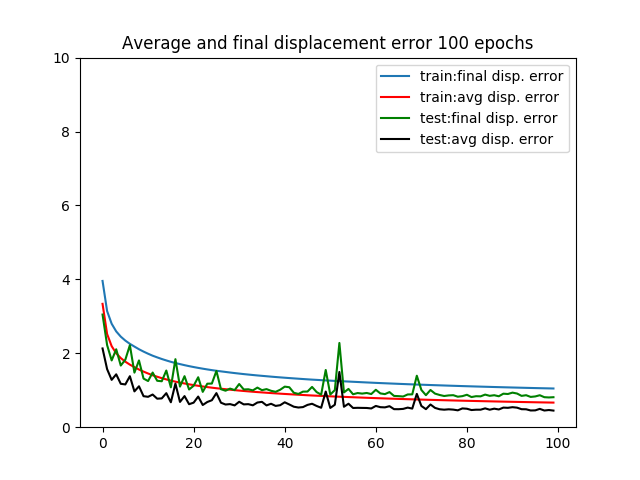 Average and final displacement error 100 epochs
train:final disp. error
train:avg disp. error
test:final disp. error
test:avg disp. error
10
8
6
4
2
0
0 20 40 60 80 100